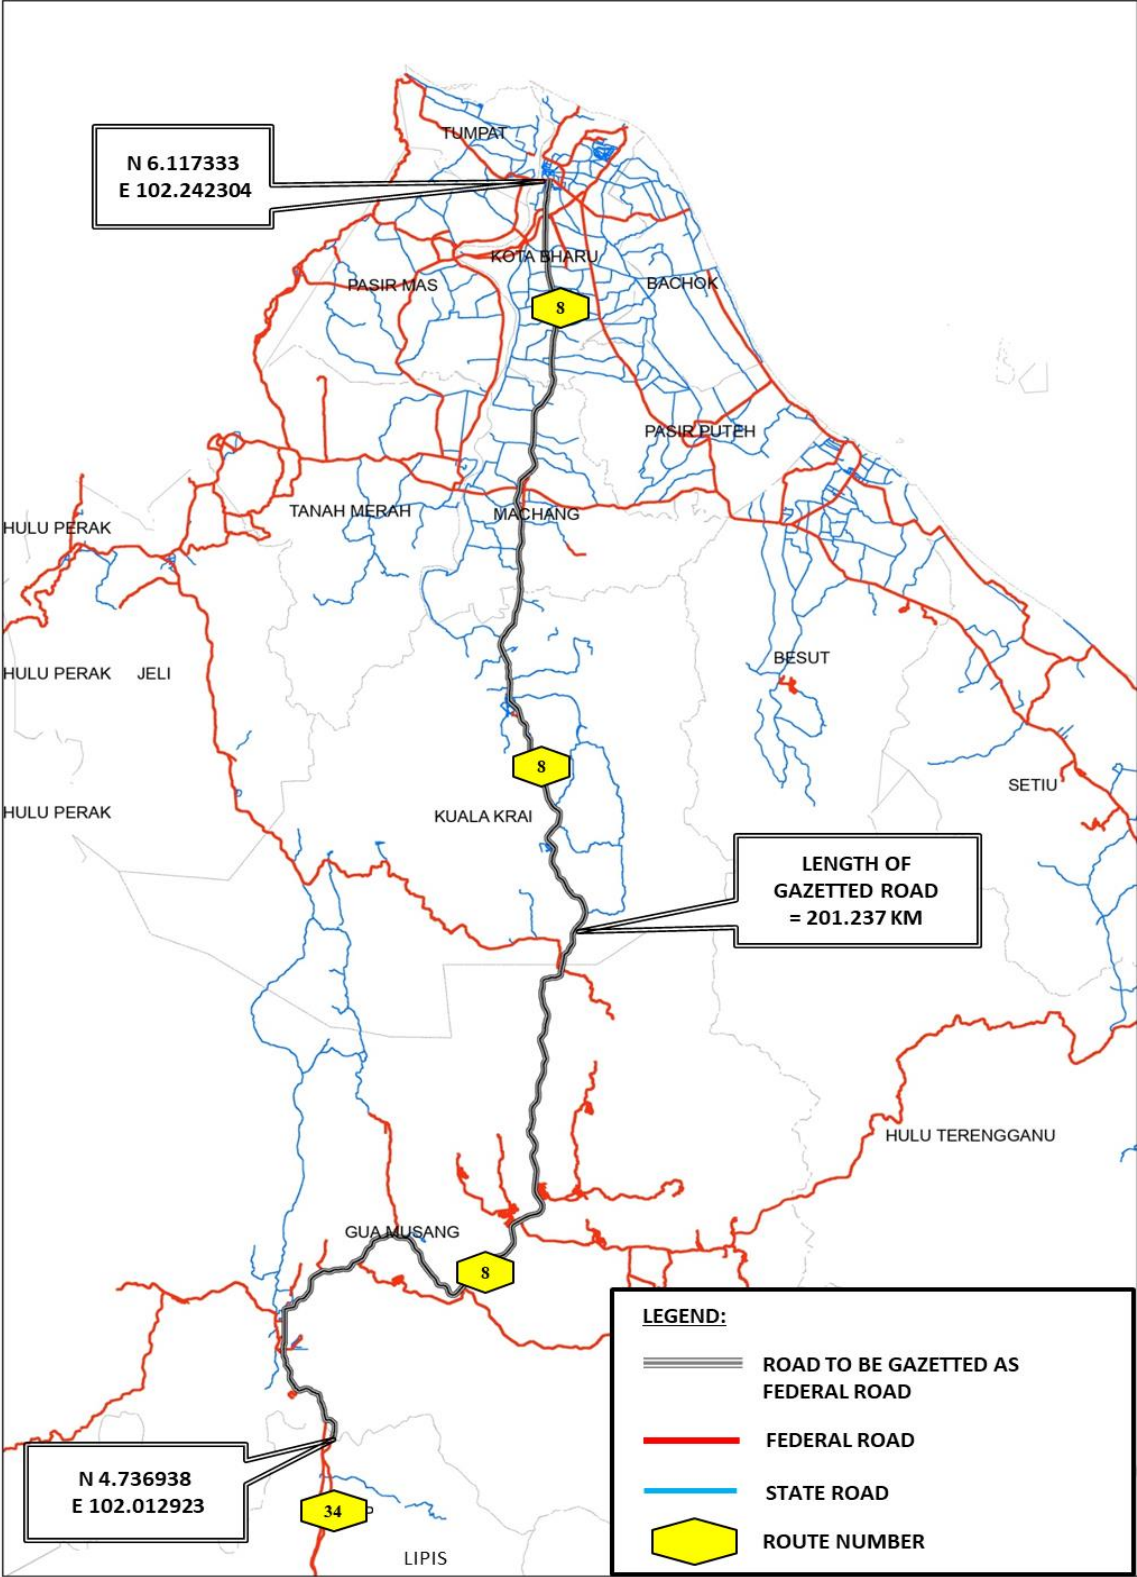 TUMPAT
N 6.117333
E 102.242304
KOTA BHARU
PASIR MAS
BACHOK
8
PASIR PUTEH
TANAH MERAH
MACHANG
HULU PERAK
BESUT
HULU PERAK
JELI
8
SETIU
HULU PERAK
KUALA KRAI
LENGTH OF
GAZETTED ROAD
= 201.237 KM
HULU TERENGGANU
GUA MUSANG
8
N 4.736938
E 102.012923
34
LIPIS
LEGEND:
ROAD TO BE GAZETTED AS
FEDERAL ROAD
FEDERAL ROAD
STATE ROAD
ROUTE NUMBER